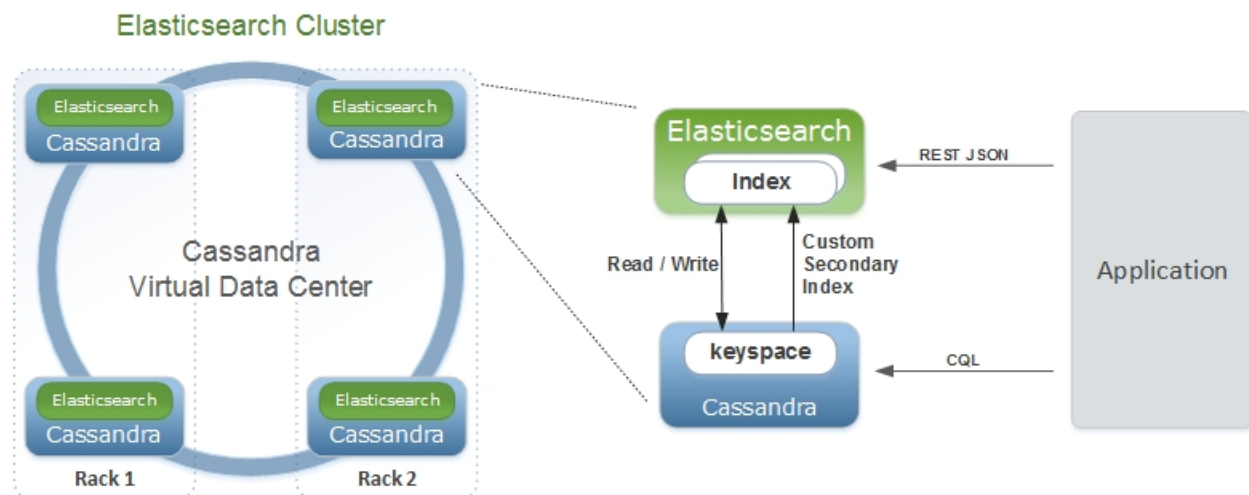 Elasticsearch Cluster
Elasticsearch
Cassandra
Elasticsearch
Cassandra
Cassandra
Virtual Data Center
Elasticsearch
Cassandra
Elasticsearch
Cassandra
Rack 1
Rack 2
Elasticsearch
Index
Read / Write
Custom
Secondary
Index
keyspace
Cassandra
REST JSON
CQL
Application